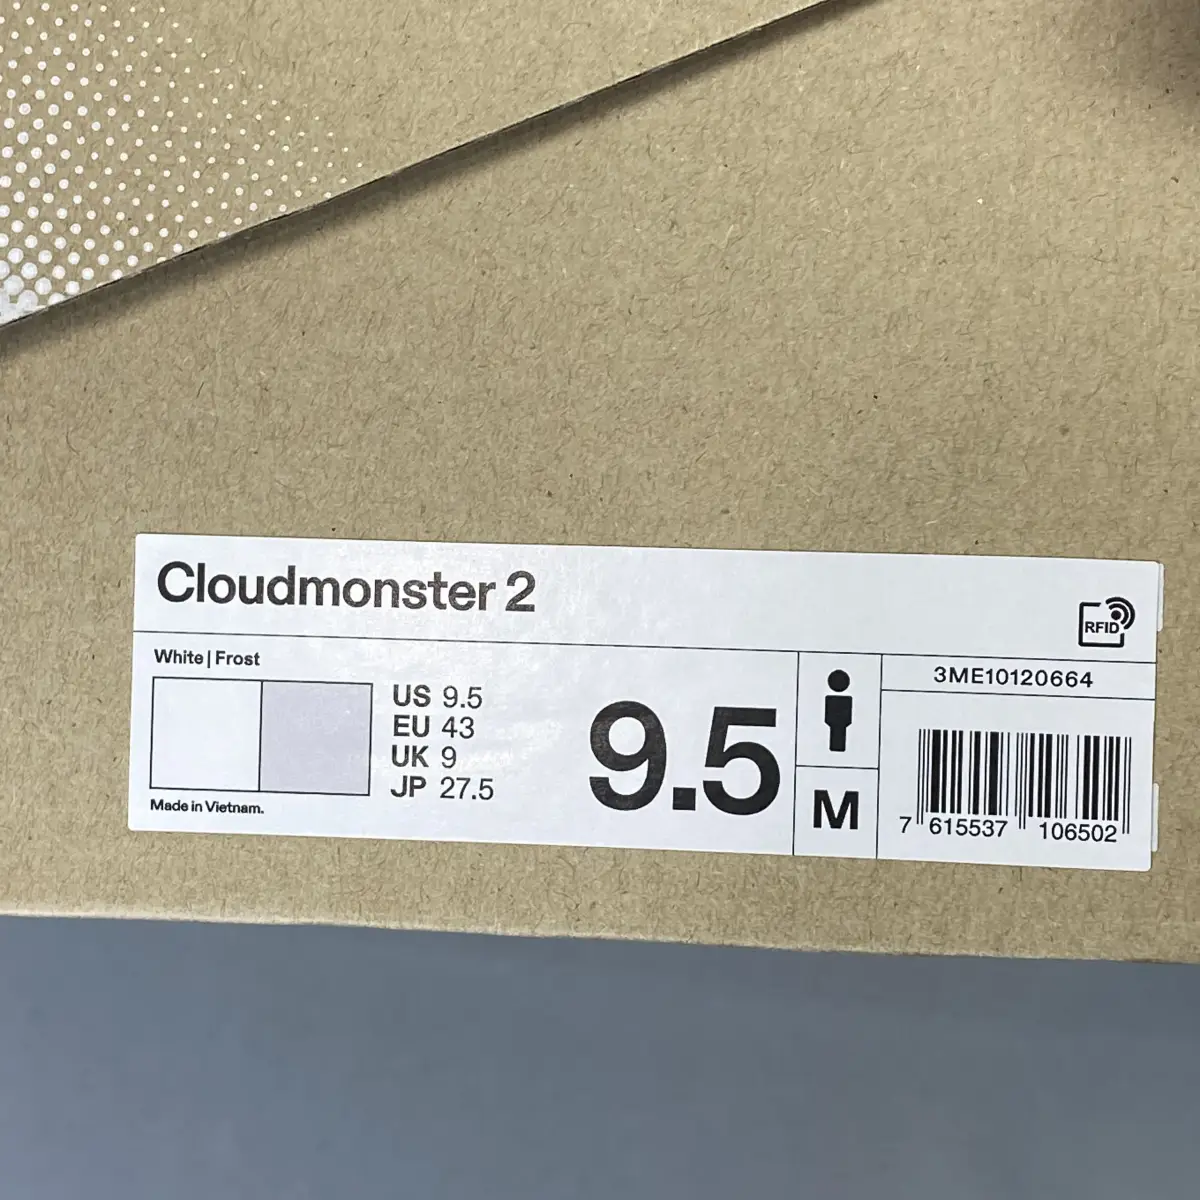 Cloudmonster 2
RFID
White | Frost
US 9.5
EU 43
UK 9
JP 27.5
Made in Vietnam.
9.5
M
3ME10120664
7 615537 106502